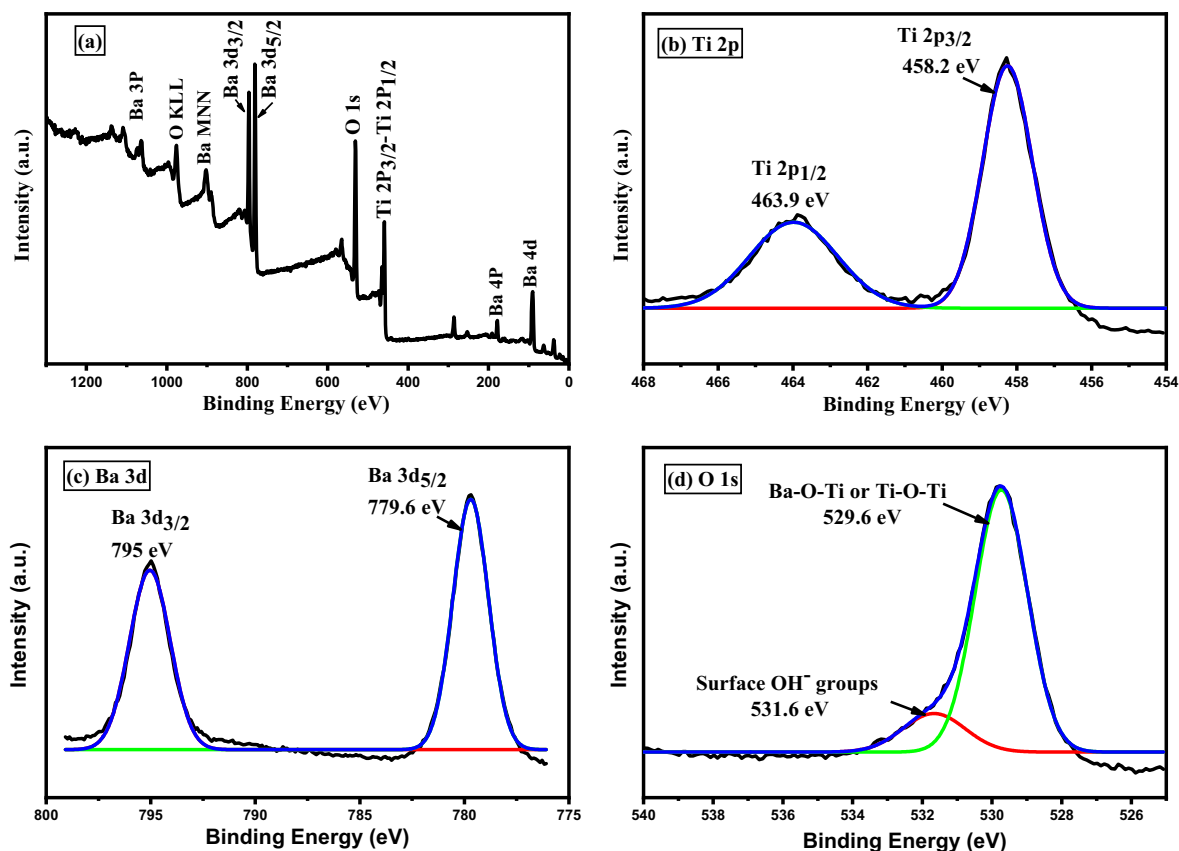 (a)
Ba 3P
O KLL
Ba MNN
Ba 3d3/2
Ba 3d5/2
O 1s
Ti 2P3/2-Ti 2P1/2
Ba 4P
Ba 4d
Intensity (a.u.)
1200 1000 800 600 400 200 0
Binding Energy (eV)
(b) Ti 2p
Ti 2p3/2
458.2 eV
Ti 2p1/2
463.9 eV
Intensity (a.u.)
468 466 464 462 460 458 456 454
Binding Energy (eV)
(c) Ba 3d
Ba 3d5/2
779.6 eV
Ba 3d3/2
795 eV
Intensity (a.u.)
800 795 790 785 780 775
Binding Energy (eV)
(d) O 1s
Ba-O-Ti or Ti-O-Ti
529.6 eV
Surface OH⁻ groups
531.6 eV
Intensity (a.u.)
540 538 536 534 532 530 528 526
Binding Energy (eV)